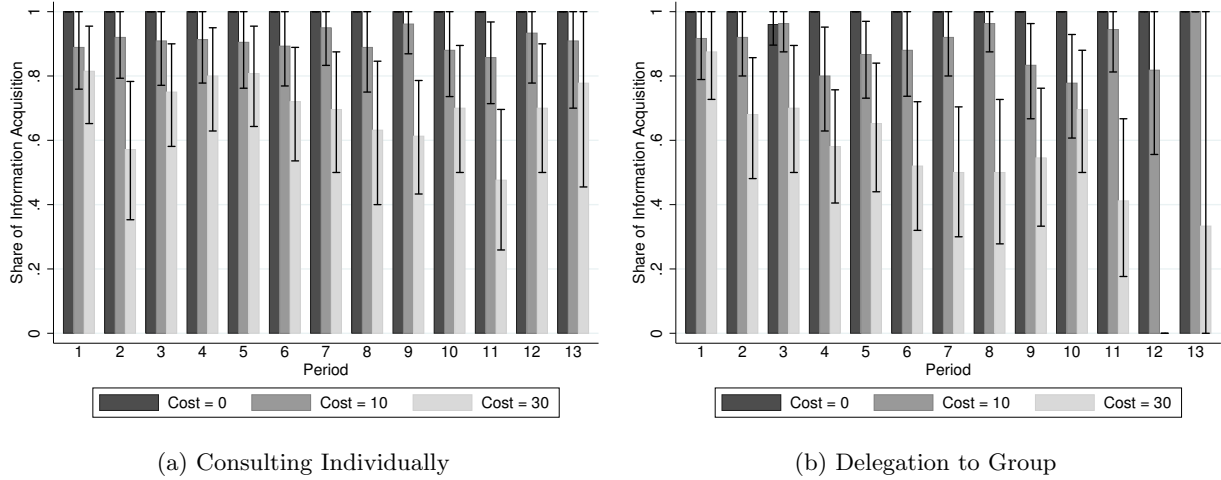 Share of Information Acquisition
1
.8
.6
.4
.2
0
1 2 3 4 5 6 7 8 9 10 11 12 13
Period
Cost = 0 Cost = 10 Cost = 30
(a) Consulting Individually
Share of Information Acquisition
1
.8
.6
.4
.2
0
1 2 3 4 5 6 7 8 9 10 11 12 13
Period
Cost = 0 Cost = 10 Cost = 30
(b) Delegation to Group